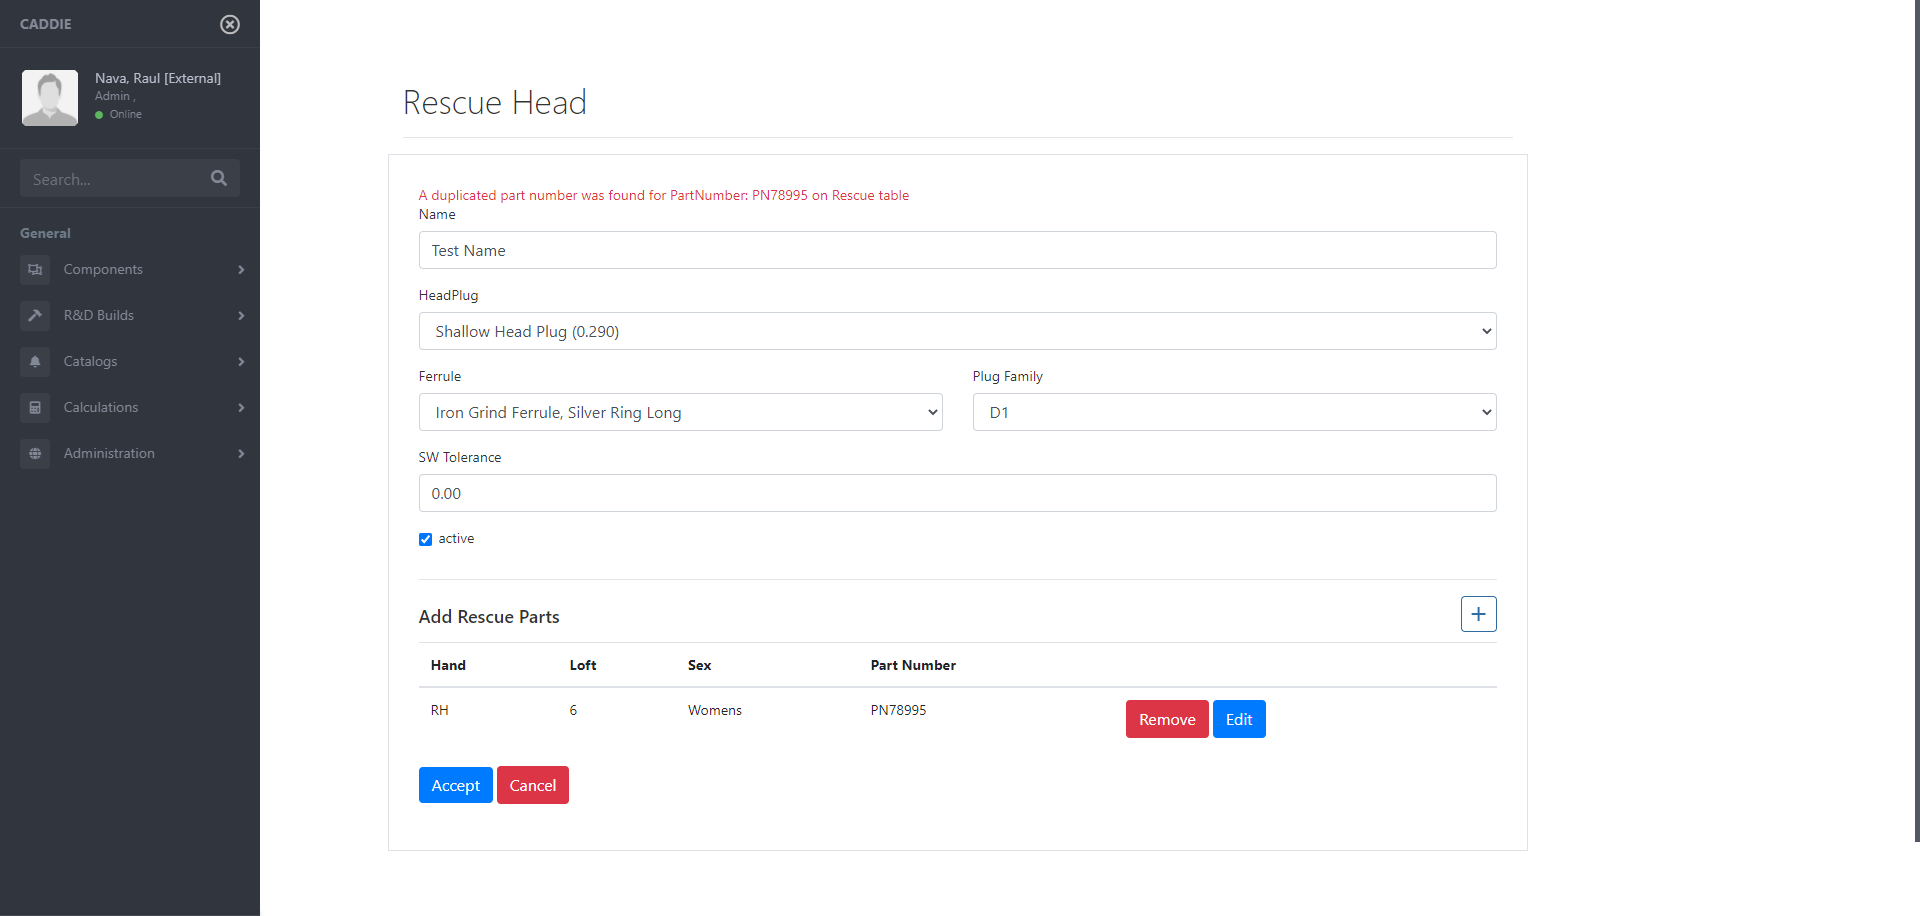 CADDIE
Nava, Raul [External]
Admin ,
Online
Search...
General
Components
R&D Builds
Catalogs
Calculations
Administration
Rescue Head
A duplicated part number was found for PartNumber: PN78995 on Rescue table
Name
Test Name
HeadPlug
Shallow Head Plug (0.290)
Ferrule Plug Family
Iron Grind Ferrule, Silver Ring Long D1
SW Tolerance
0.00
active
Add Rescue Parts
Hand Loft Sex Part Number
RH 6 Womens PN78995 Remove Edit
Accept Cancel